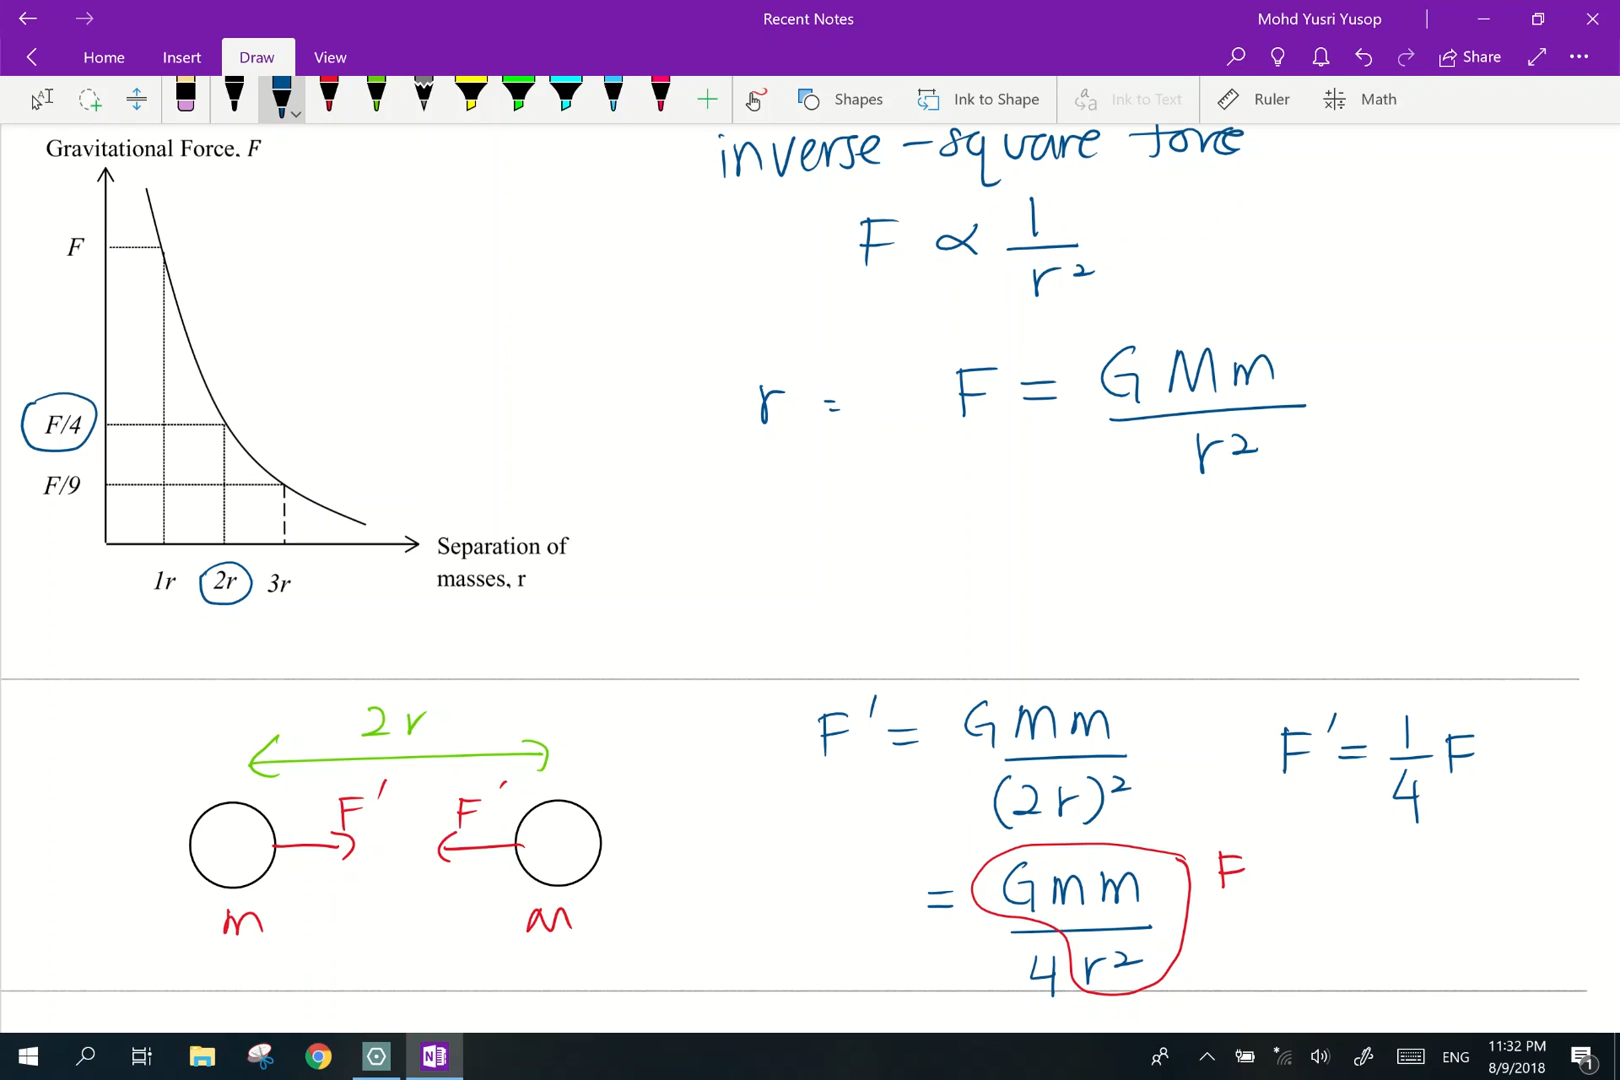 Recent Notes
Mohd Yusri Yusop
Home Insert Draw View
Share
Shapes
Ink to Shape
Ink to Text
Ruler
Math
Gravitational Force, F
F
F/4
F/9
1r 2r 3r
Separation of
masses, r
inverse-square force
F ∝ 1/r²
r =
F = GMm/r²
2r
F' F'
m m
F' = Gmm/(2r)²
F' = 1/4 F
= Gmm/4r²
F
ENG
11:32 PM
8/9/2018
1